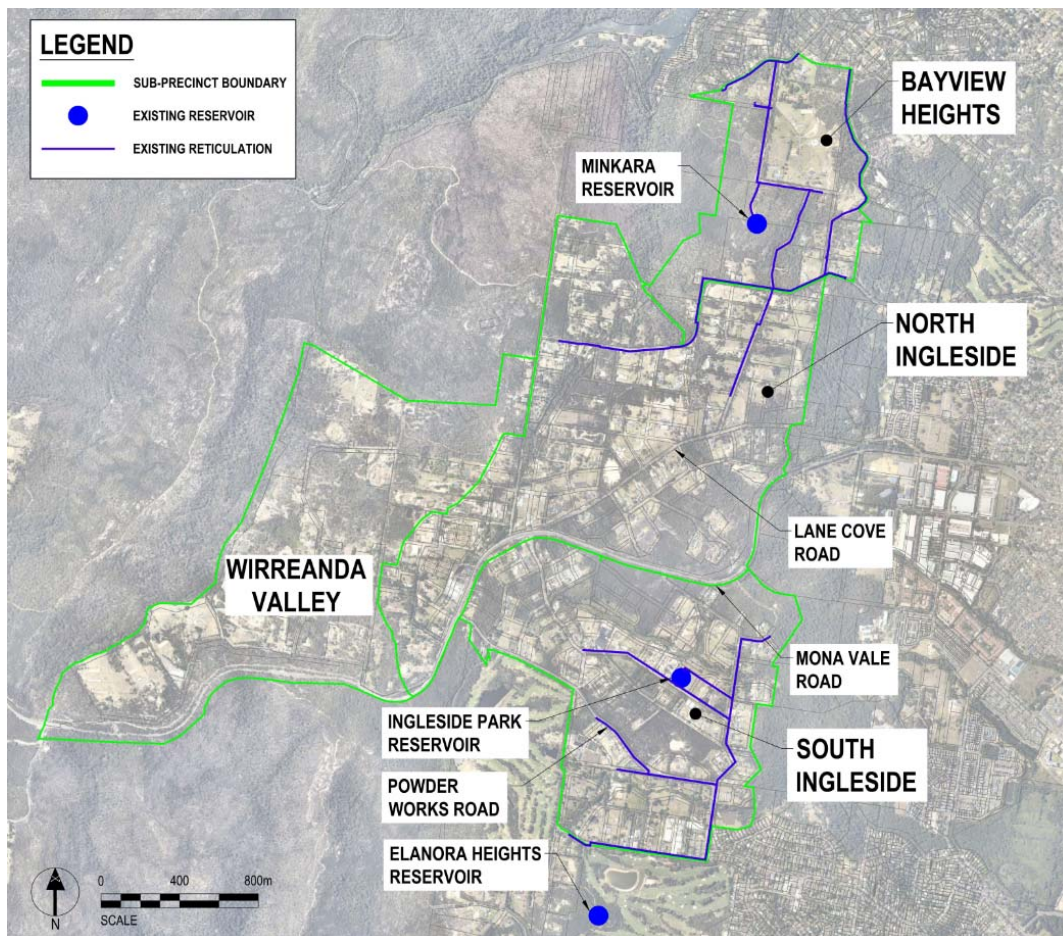 LEGEND
SUB-PRECINCT BOUNDARY
EXISTING RESERVOIR
EXISTING RETICULATION
BAYVIEW
HEIGHTS
MINKARA
RESERVOIR
NORTH
INGLESIDE
LANE COVE
ROAD
WIRREANDA
VALLEY
MONA VALE
ROAD
INGLESIDE PARK
RESERVOIR
SOUTH
INGLESIDE
POWDER
WORKS ROAD
ELANORA HEIGHTS
RESERVOIR
0 400 800m
SCALE
N